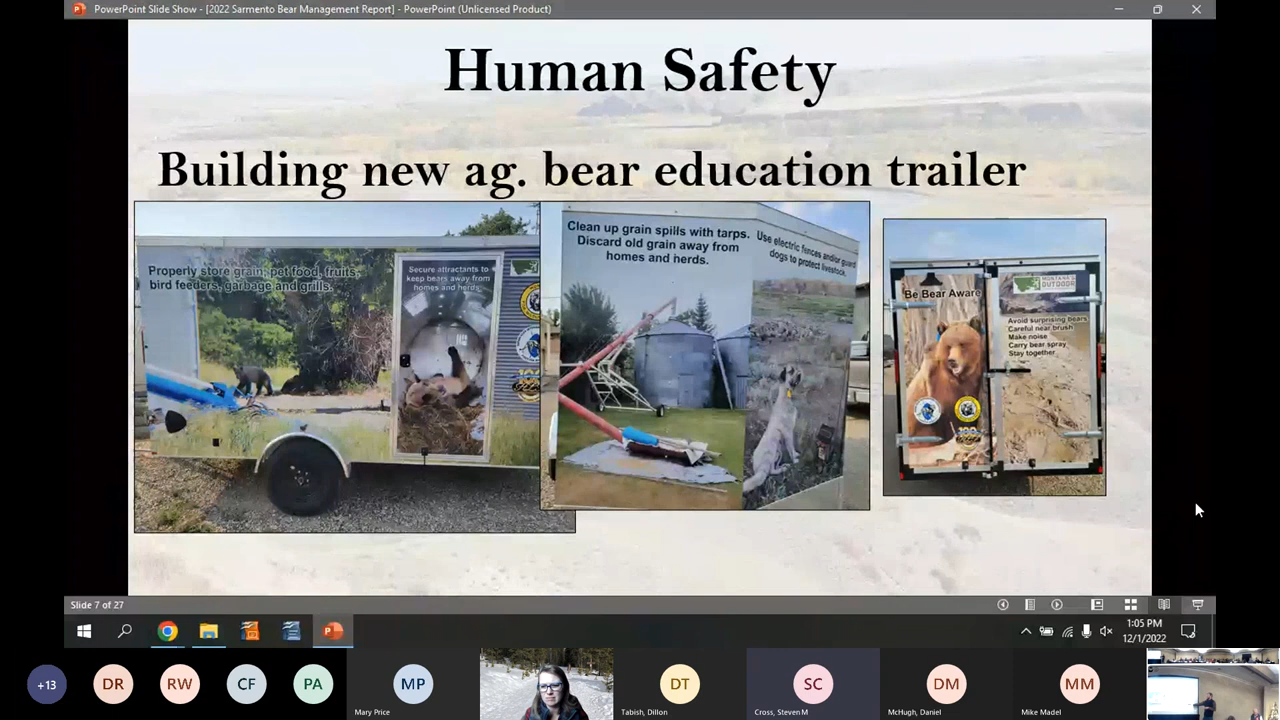 PowerPoint Slide Show - [2022 Sarmento Bear Management Report] - PowerPoint (Unlicensed Product)
Human Safety
Building new ag. bear education trailer
Properly store grain, pet food, fruits,
bird feeders, garbage and grills.
Secure attractants to
keep bears away from
homes and herds.
Clean up grain spills with tarps.
Discard old grain away from
homes and herds.
Use electric fences and/or guard
dogs to protect livestock.
Be Bear Aware
MONTANA'S
OUTDOOR
Avoid surprising bears
Careful near brush
Make noise
Carry bear spray
Stay together
Slide 7 of 27
1:05 PM
12/1/2022
+13
DR
RW
CF
PA
MP
Mary Price
DT
Tabish, Dillon
SC
Cross, Steven M
DM
McHugh, Daniel
MM
Mike Madel